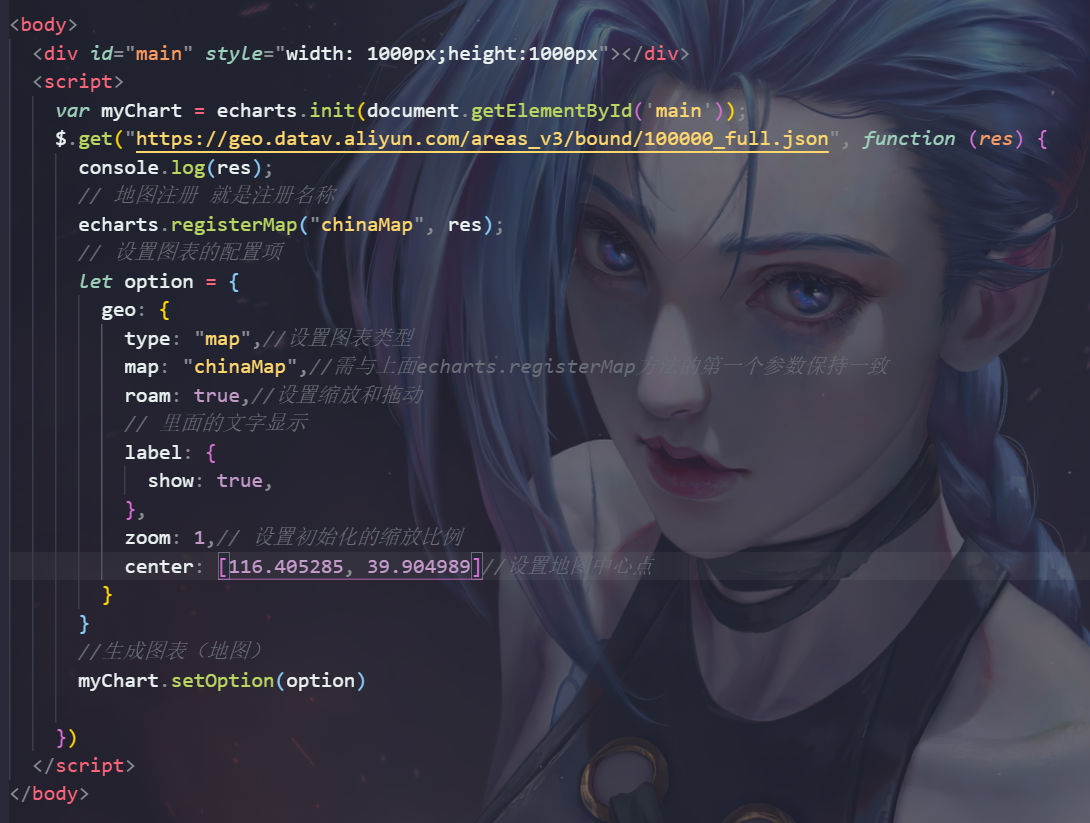 <body>
<div id="main" style="width: 1000px;height:1000px"></div>
<script>
var myChart = echarts.init(document.getElementById('main'));
$.get("https://geo.datav.aliyun.com/areas_v3/bound/100000_full.json", function (res) {
console.log(res);
// 地图注册 就是注册名称
echarts.registerMap("chinaMap", res);
// 设置图表的配置项
let option = {
geo: {
type: "map",//设置图表类型
map: "chinaMap",//需与上面echarts.registerMap方法的第一个参数保持一致
roam: true,//设置缩放和拖动
// 里面的文字显示
label: {
show: true,
},
zoom: 1,// 设置初始化的缩放比例
center: [116.405285, 39.904989]//设置地图中心点
}
}
//生成图表（地图）
myChart.setOption(option)
})
</script>
</body>